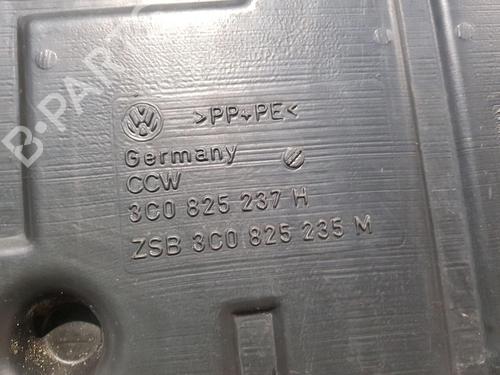 >PP+PE<
Germany
CCW
3C0 825 237 H
ZSB 3C0 825 235 M
B-PARTS